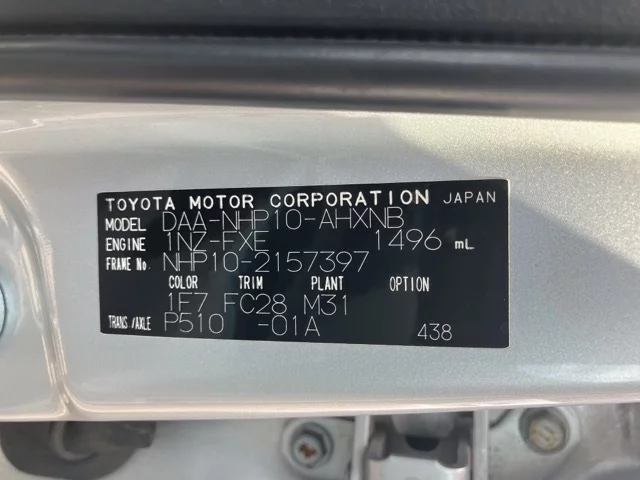 TOYOTA MOTOR CORPORATION JAPAN
MODEL DAA-NHP10-AHXNB
ENGINE 1NZ-FXE 1496 mL
FRAME No. NHP10-2157397
COLOR TRIM PLANT OPTION
1F7 FC28 M31
TRANS/AXLE P510 -01A 438